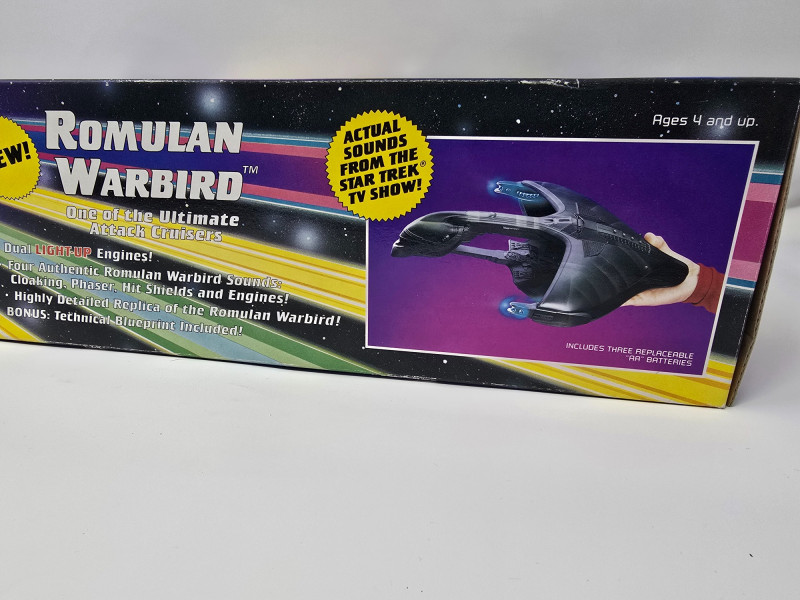 EW!
ROMULAN
WARBIRD™
One of the Ultimate
Attack Cruisers
Dual LIGHT-UP Engines!
Four Authentic Romulan Warbird Sounds:
Cloaking, Phaser, Hit Shields and Engines!
• Highly Detailed Replica of the Romulan Warbird!
BONUS: Technical Blueprint Included!
ACTUAL
SOUNDS
FROM THE
STAR TREK®
TV SHOW!
Ages 4 and up.
INCLUDES THREE REPLACEABLE
"AA" BATTERIES